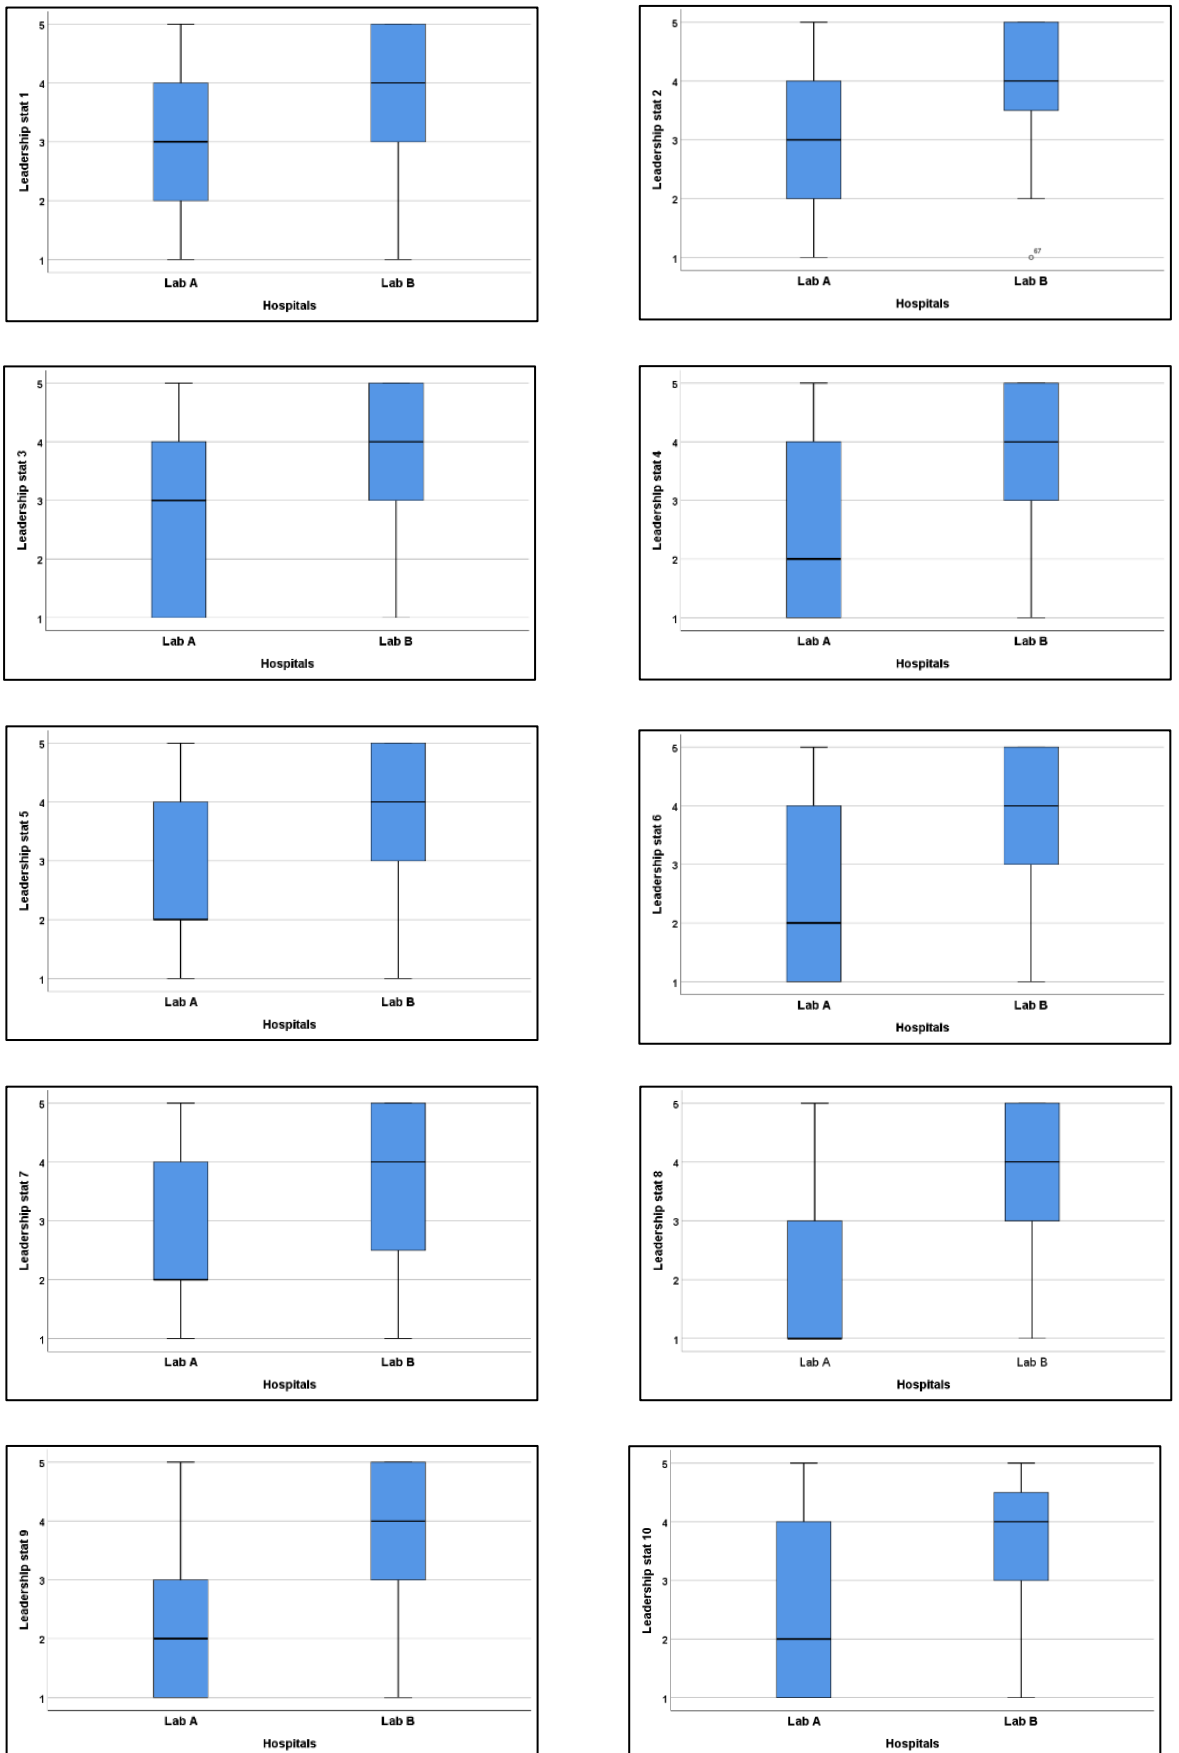 Leadership stat 1
5
4
3
2
1
Lab A Lab B
Hospitals
Leadership stat 2
5
4
3
2
1
67
Lab A Lab B
Hospitals
Leadership stat 3
5
4
3
2
1
Lab A Lab B
Hospitals
Leadership stat 4
5
4
3
2
1
Lab A Lab B
Hospitals
Leadership stat 5
5
4
3
2
1
Lab A Lab B
Hospitals
Leadership stat 6
5
4
3
2
1
Lab A Lab B
Hospitals
Leadership stat 7
5
4
3
2
1
Lab A Lab B
Hospitals
Leadership stat 8
5
4
3
2
1
Lab A Lab B
Hospitals
Leadership stat 9
5
4
3
2
1
Lab A Lab B
Hospitals
Leadership stat 10
5
4
3
2
1
Lab A Lab B
Hospitals